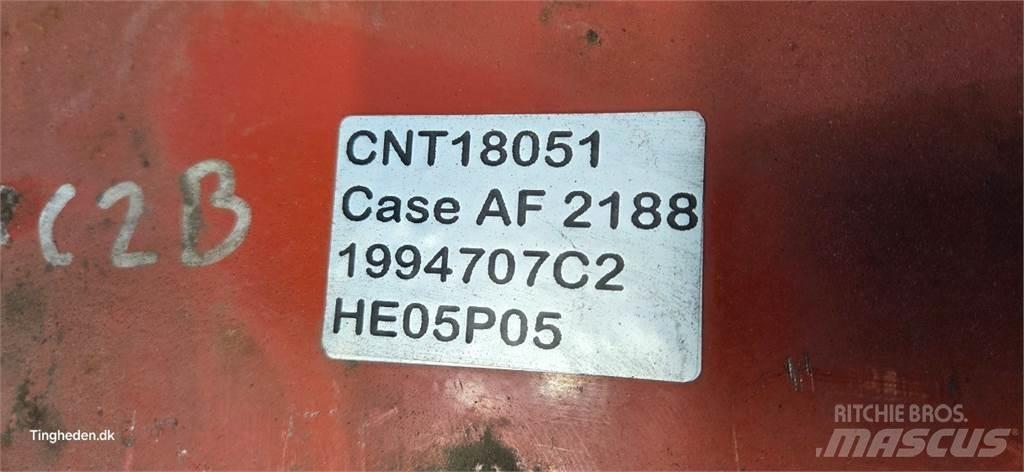 CNT18051
Case AF 2188
1994707C2
HE05P05
C2B
Tingheden.dk
RITCHIE BROS.
MASCUS